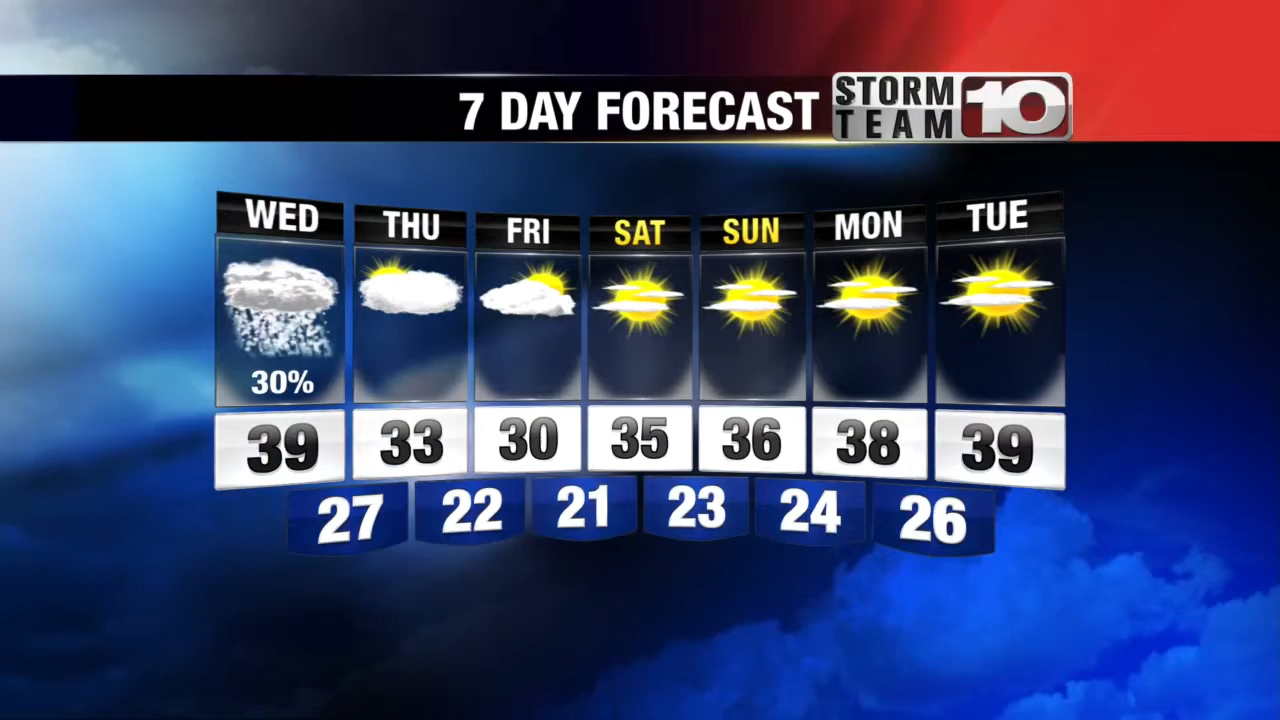 7 DAY FORECAST
STORM
TEAM
10
WED THU FRI SAT SUN MON TUE
30%
39 33 30 35 36 38 39
27 22 21 23 24 26